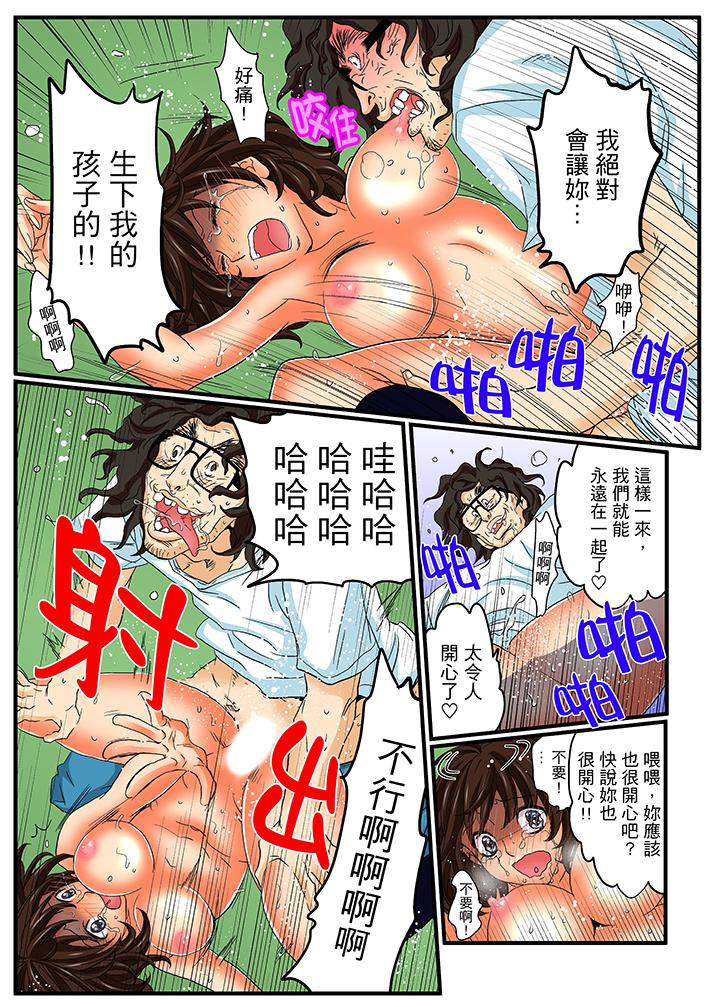 我絕對
會讓妳…
咬住
好痛！
生下我的
孩子的!!
啊啊啊
咿咿！
啪
啪
啪
這樣一來，
我們就能
永遠在一起了♡
啊啊啊
啪
啪
啪
太令人
開心了♡
喂喂，妳應該
也很開心吧？
快說妳也
很開心!!
不要！
不要啊！
哇哈哈
哈哈哈
哈哈哈
射
出
不行啊啊啊啊